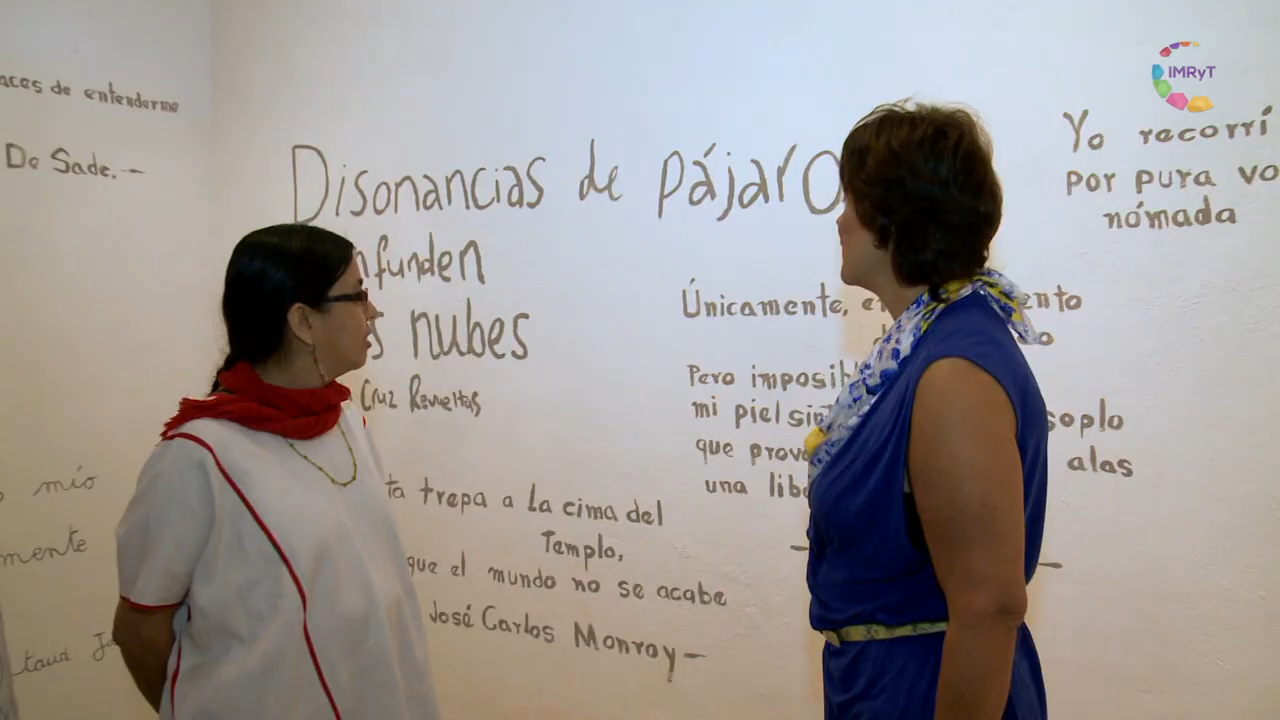 IMRyT
aces de entenderme
De Sade.-
Disonancias de pájaro
nfunden
s nubes
Cruz Revueltas
Yo recorrí
por pura vo
nómada
Únicamente, e
ento
o
Pero imposib
mi piel sin
soplo
que prov
alas
una lib
ta trepa a la cima del
Templo,
que el mundo no se acabe
José Carlos Monroy-
mío
mente